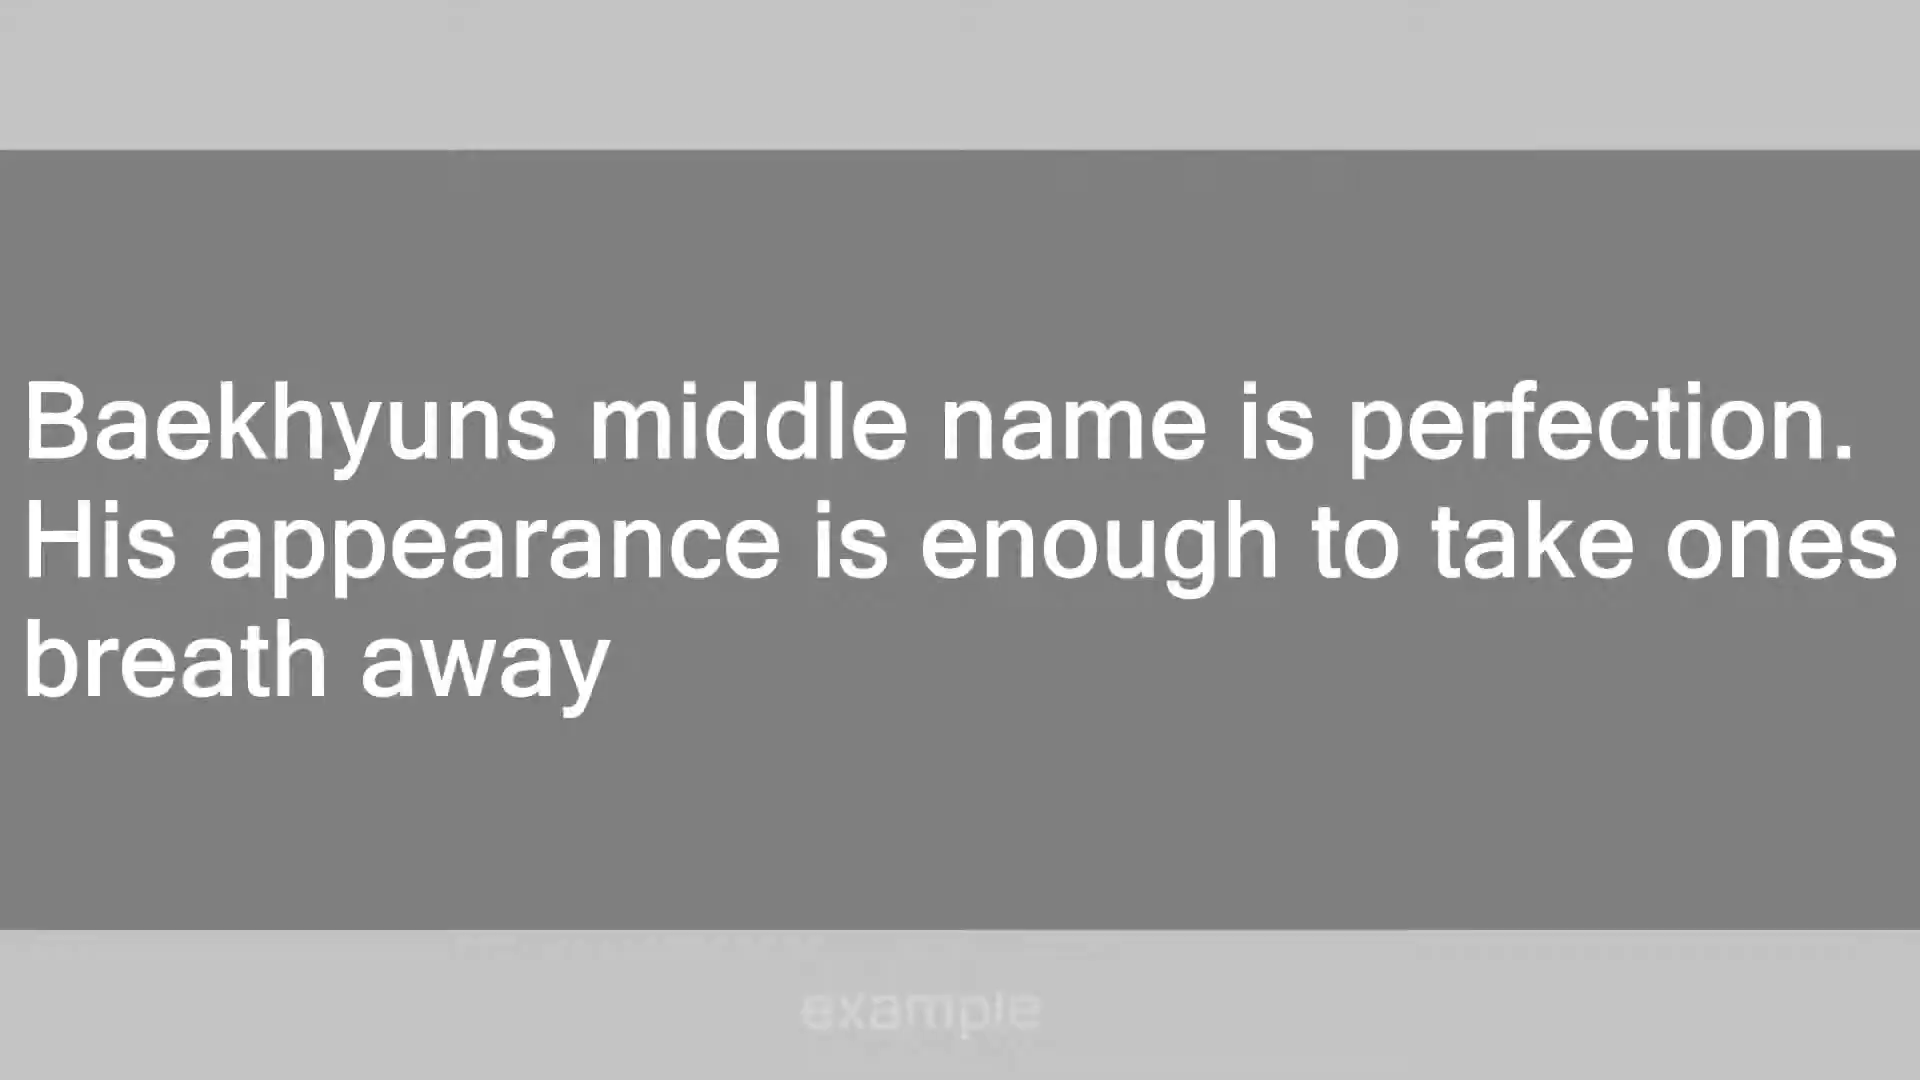 Baekhyuns middle name is perfection.
His appearance is enough to take ones
breath away
example